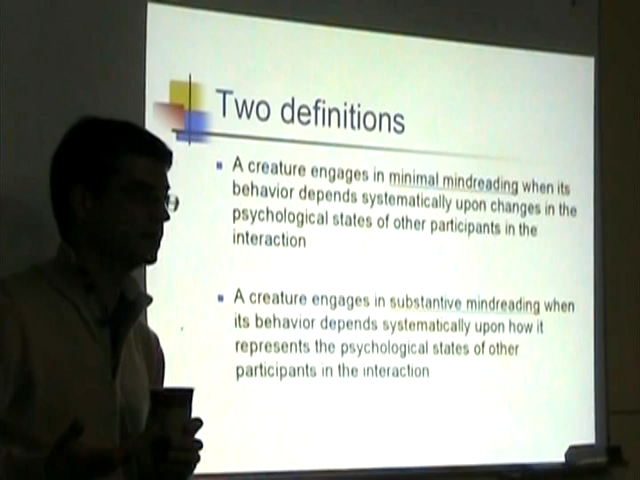 Two definitions
A creature engages in minimal mindreading when its
behavior depends systematically upon changes in the
psychological states of other participants in the
interaction
A creature engages in substantive mindreading when
its behavior depends systematically upon how it
represents the psychological states of other
participants in the interaction